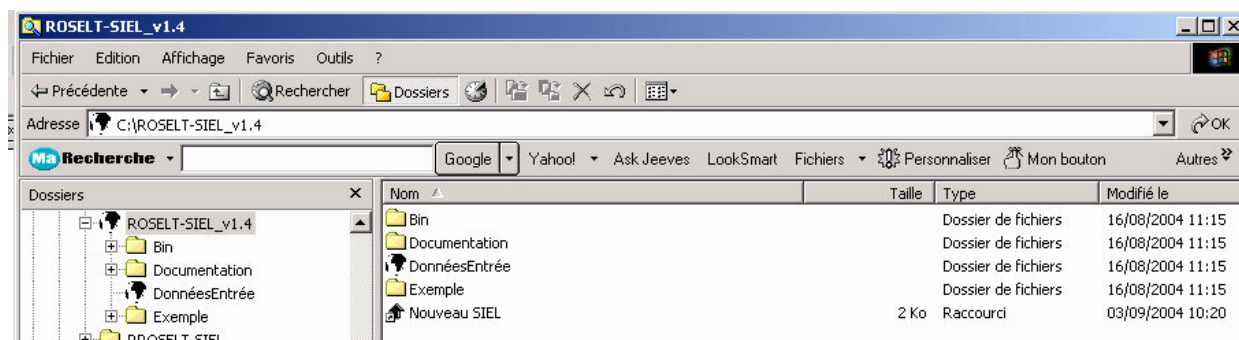 ROSELT-SIEL_v1.4
Fichier Edition Affichage Favoris Outils ?
Précédente Rechercher Dossiers
Adresse C:\ROSELT-SIEL_v1.4 OK
Ma Recherche Google Yahoo! Ask Jeeves LookSmart Fichiers Personnaliser Mon bouton Autres
Dossiers Nom Taille Type Modifié le
ROSELT-SIEL_v1.4 Bin Dossier de fichiers 16/08/2004 11:15
Bin Documentation Dossier de fichiers 16/08/2004 11:15
Documentation DonnéesEntrée Dossier de fichiers 16/08/2004 11:15
DonnéesEntrée Exemple Dossier de fichiers 16/08/2004 11:15
Exemple Nouveau SIEL 2 Ko Raccourci 03/09/2004 10:20